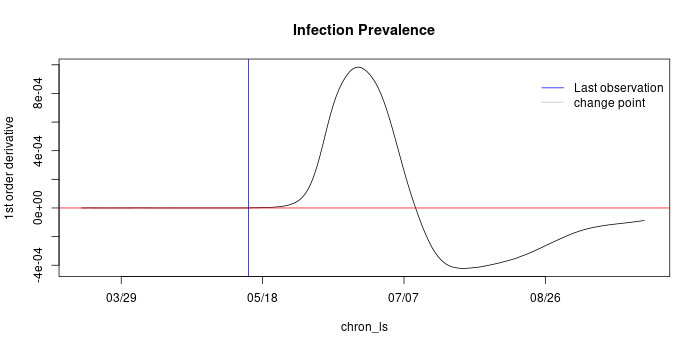 Infection Prevalence
Last observation
change point
1st order derivative
8e-04
4e-04
0e+00
-4e-04
03/29
05/18
07/07
08/26
chron_ls